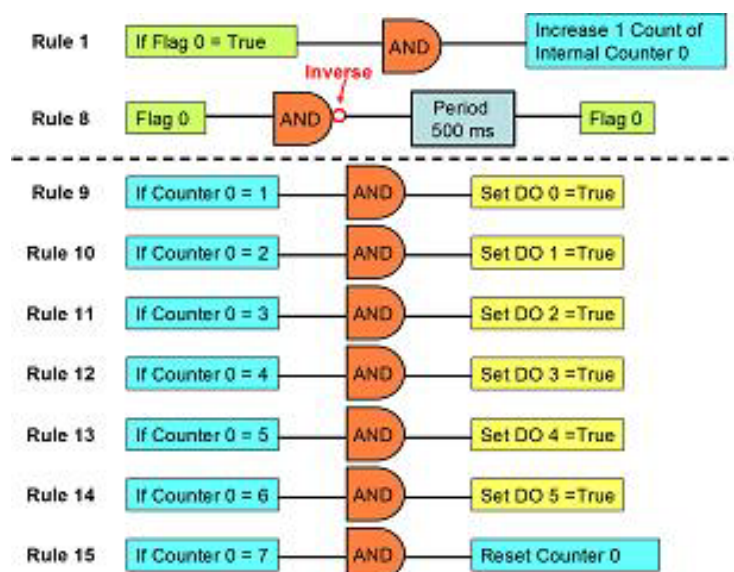 Rule 1
If Flag 0 = True
AND
Increase 1 Count of
Internal Counter 0
Inverse
Rule 8
Flag 0
AND
Period
500 ms
Flag 0
Rule 9
If Counter 0 = 1
AND
Set DO 0 =True
Rule 10
If Counter 0 = 2
AND
Set DO 1 =True
Rule 11
If Counter 0 = 3
AND
Set DO 2 =True
Rule 12
If Counter 0 = 4
AND
Set DO 3 =True
Rule 13
If Counter 0 = 5
AND
Set DO 4 =True
Rule 14
If Counter 0 = 6
AND
Set DO 5 =True
Rule 15
If Counter 0 = 7
AND
Reset Counter 0